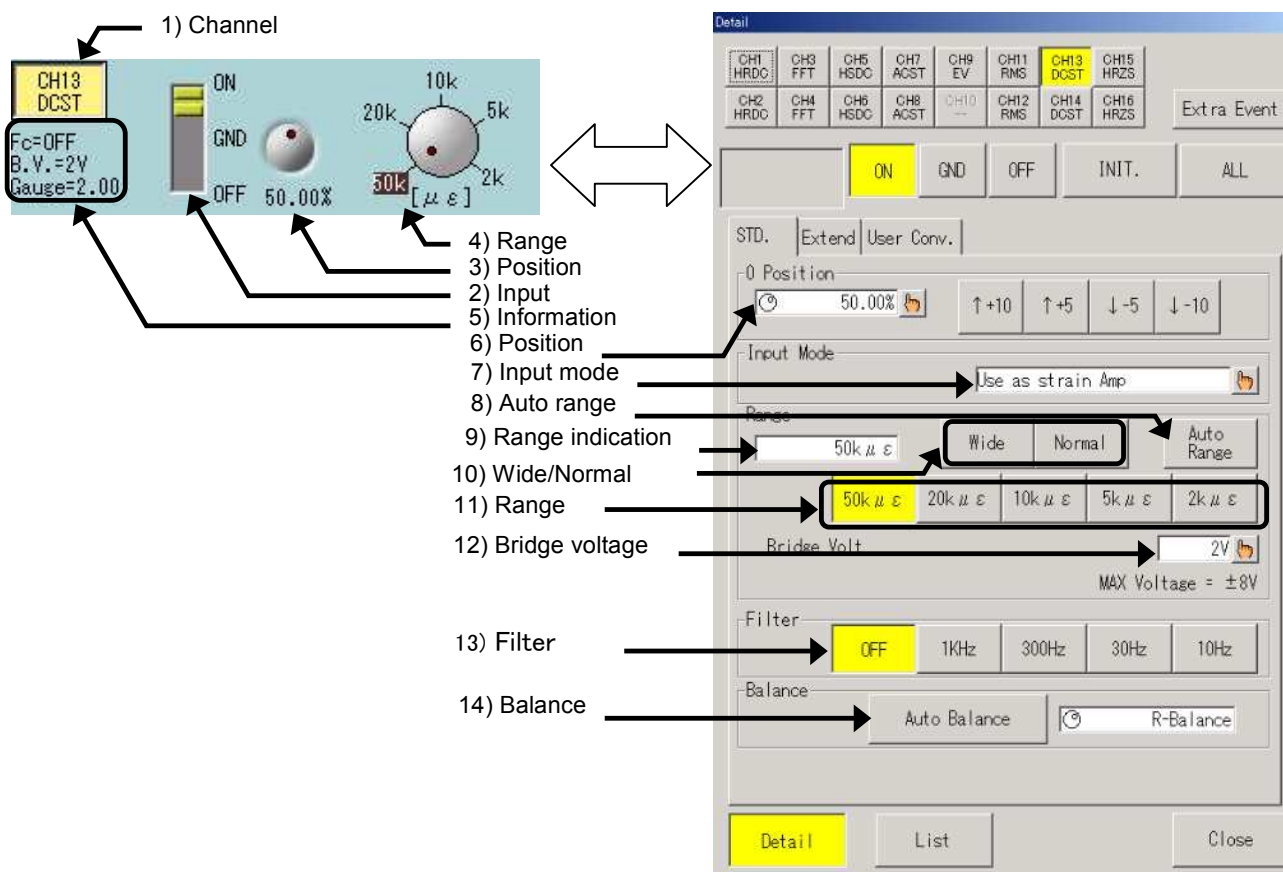 1) Channel
CH13
DCST
Fc=OFF
B.V.=2V
Gauge=2.00
ON
GND
OFF
50.00%
10k
20k
5k
50k
2k
[με]
4) Range
3) Position
2) Input
5) Information
6) Position
7) Input mode
8) Auto range
9) Range indication
10) Wide/Normal
11) Range
12) Bridge voltage
13) Filter
14) Balance
Detail
CH1 CH3 CH5 CH7 CH9 CH11 CH13 CH15
HRDC FFT HSDC ACST EV RMS DCST HRZS
CH2 CH4 CH6 CH8 CH10 CH12 CH14 CH16
HRDC FFT HSDC ACST -- RMS DCST HRZS
Extra Event
ON GND OFF INIT. ALL
STD. Extend User Conv.
0 Position
50.00% ↑+10 ↑+5 ↓-5 ↓-10
Input Mode
Use as strain Amp
Range
50kμε Wide Normal Auto
Range
50kμε 20kμε 10kμε 5kμε 2kμε
Bridge Volt 2V
MAX Voltage = ±8V
Filter
OFF 1KHz 300Hz 30Hz 10Hz
Balance
Auto Balance R-Balance
Detail List Close